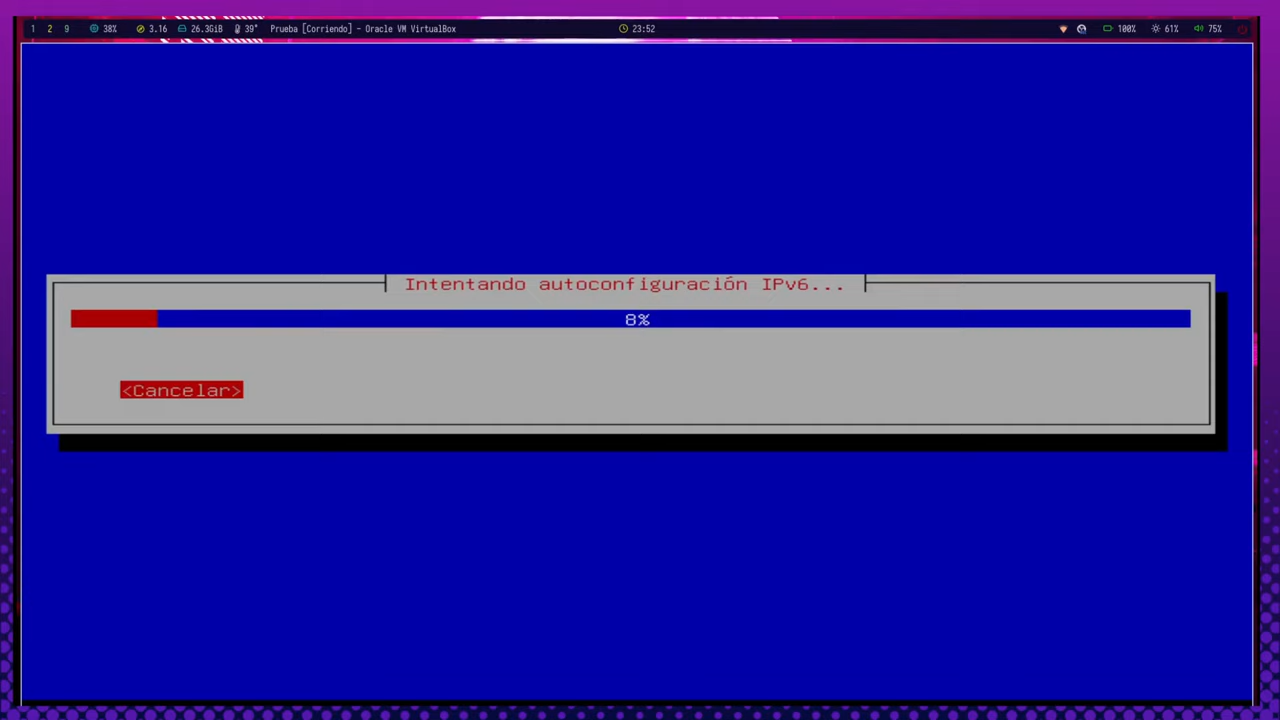 1 2 9 38% 3.16 26.3GiB 39° Prueba [Corriendo] - Oracle VM VirtualBox 23:52 100% 61% 75%
Intentando autoconfiguración IPv6...
8%
<Cancelar>